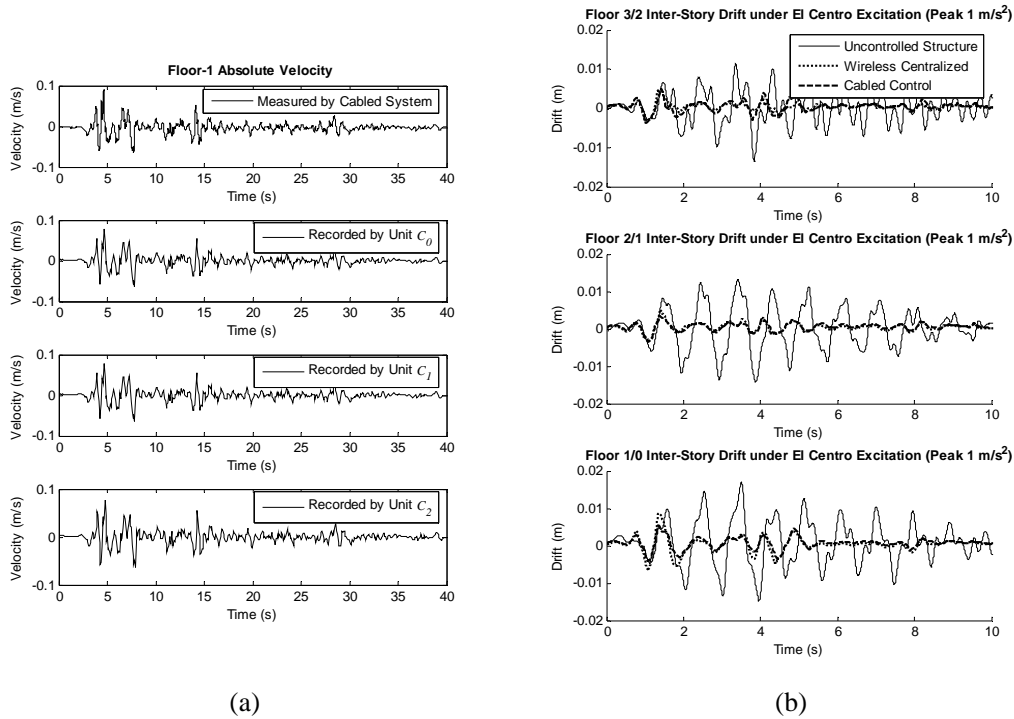 Floor-1 Absolute Velocity
Velocity (m/s)
0.1
0
-0.1
Measured by Cabled System
0 5 10 15 20 25 30 35 40
Time (s)
Velocity (m/s)
0.1
0
-0.1
Recorded by Unit C0
0 5 10 15 20 25 30 35 40
Time (s)
Velocity (m/s)
0.1
0
-0.1
Recorded by Unit C1
0 5 10 15 20 25 30 35 40
Time (s)
Velocity (m/s)
0.1
0
-0.1
Recorded by Unit C2
0 5 10 15 20 25 30 35 40
Time (s)
(a)
Floor 3/2 Inter-Story Drift under El Centro Excitation (Peak 1 m/s2)
Drift (m)
0.02
0.01
0
-0.01
-0.02
Uncontrolled Structure
Wireless Centralized
Cabled Control
0 2 4 6 8 10
Time (s)
Floor 2/1 Inter-Story Drift under El Centro Excitation (Peak 1 m/s2)
Drift (m)
0.02
0.01
0
-0.01
-0.02
0 2 4 6 8 10
Time (s)
Floor 1/0 Inter-Story Drift under El Centro Excitation (Peak 1 m/s2)
Drift (m)
0.02
0.01
0
-0.01
-0.02
0 2 4 6 8 10
Time (s)
(b)